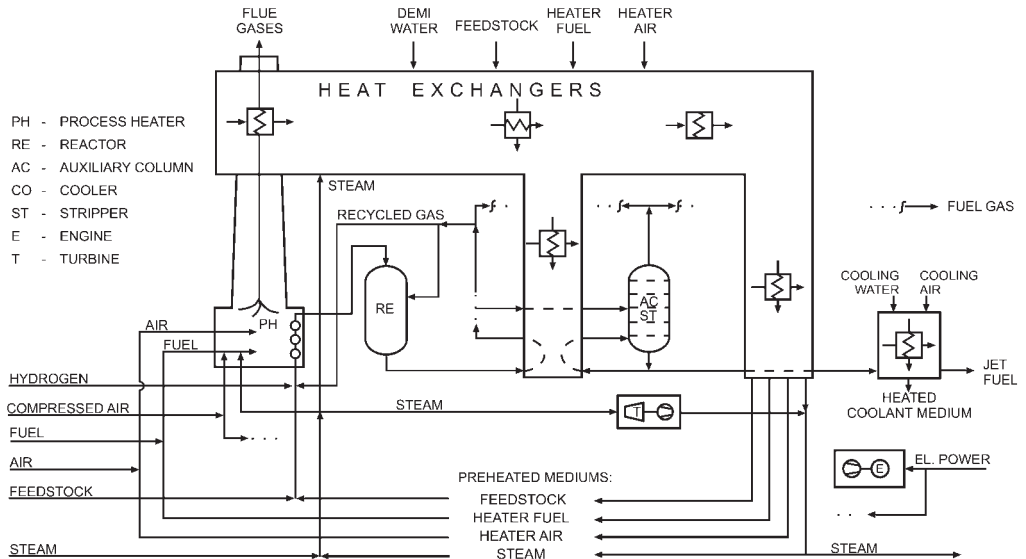 FLUE
GASES
DEMI
WATER
FEEDSTOCK
HEATER
FUEL
HEATER
AIR
HEAT EXCHANGERS
PH - PROCESS HEATER
RE - REACTOR
AC - AUXILIARY COLUMN
CO - COOLER
ST - STRIPPER
E - ENGINE
T - TURBINE
STEAM
RECYCLED GAS
FUEL GAS
RE
AC
ST
PH
COOLING
WATER
COOLING
AIR
AIR
FUEL
JET
FUEL
HYDROGEN
HEATED
COOLANT MEDIUM
COMPRESSED AIR
STEAM
T
FUEL
AIR
EL. POWER
E
PREHEATED MEDIUMS:
FEEDSTOCK
FEEDSTOCK
HEATER FUEL
HEATER AIR
STEAM
STEAM
STEAM